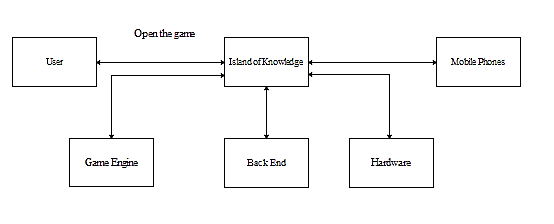 Open the game
User
Island of Knowledge
Mobile Phones
Game Engine
Back End
Hardware